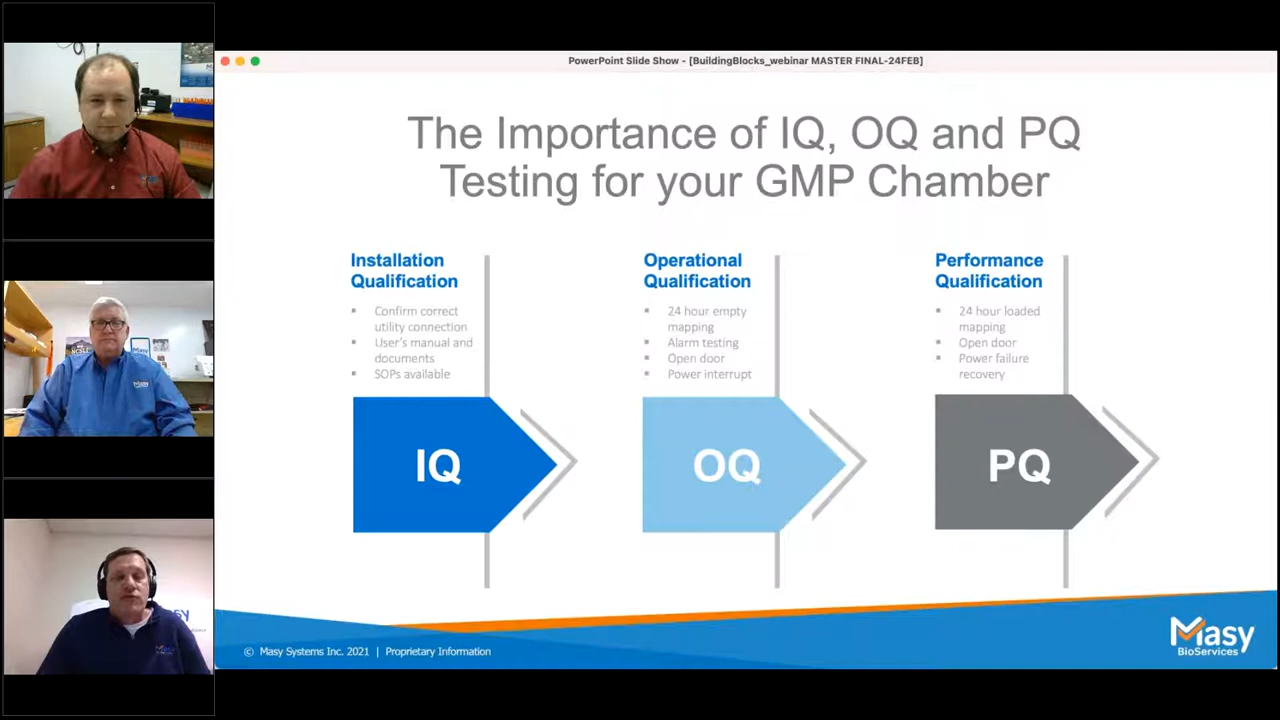 PowerPoint Slide Show - [BuildingBlocks_webinar MASTER FINAL-24FEB]
The Importance of IQ, OQ and PQ
Testing for your GMP Chamber
Installation
Qualification
▪ Confirm correct
utility connection
▪ User's manual and
documents
▪ SOPs available
IQ
Operational
Qualification
▪ 24 hour empty
mapping
▪ Alarm testing
▪ Open door
▪ Power interrupt
OQ
Performance
Qualification
▪ 24 hour loaded
mapping
▪ Open door
▪ Power failure
recovery
PQ
© Masy Systems Inc. 2021 | Proprietary Information
Masy
BioServices
Masy